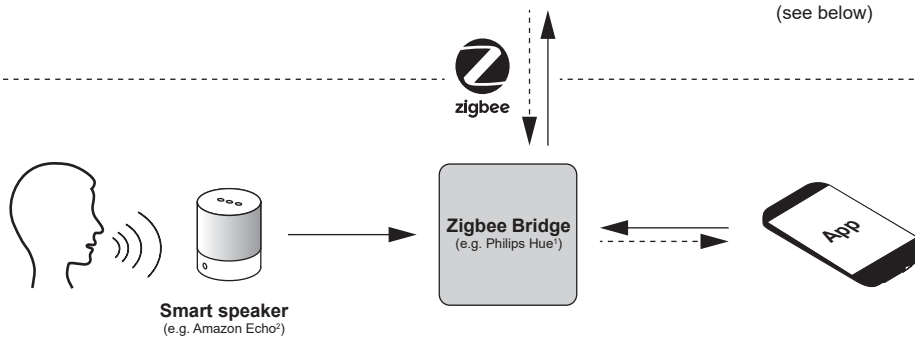 (see below)
zigbee
Zigbee Bridge
(e.g. Philips Hue¹)
App
Smart speaker
(e.g. Amazon Echo²)